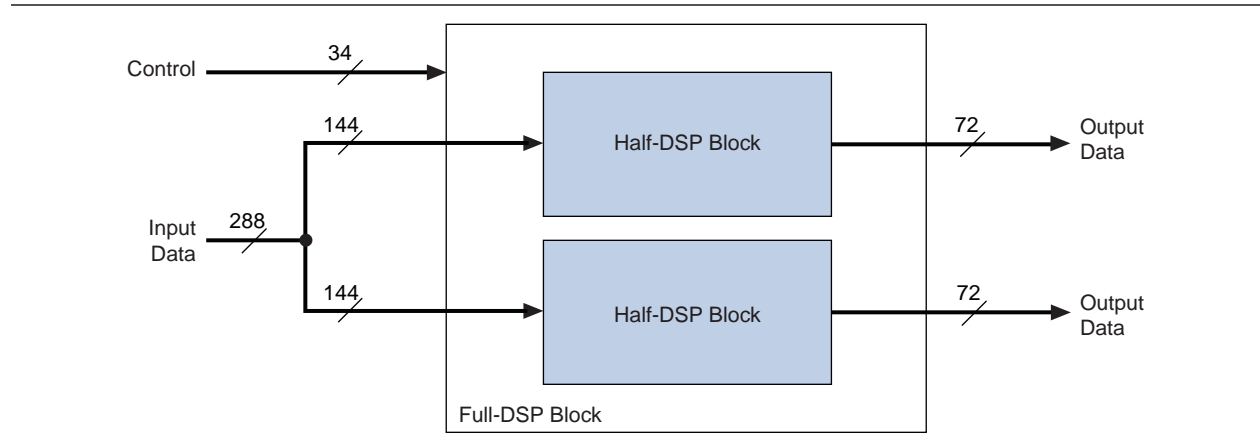 34
Control
144
Half-DSP Block
72
Output
Data
288
Input
Data
144
Half-DSP Block
72
Output
Data
Full-DSP Block